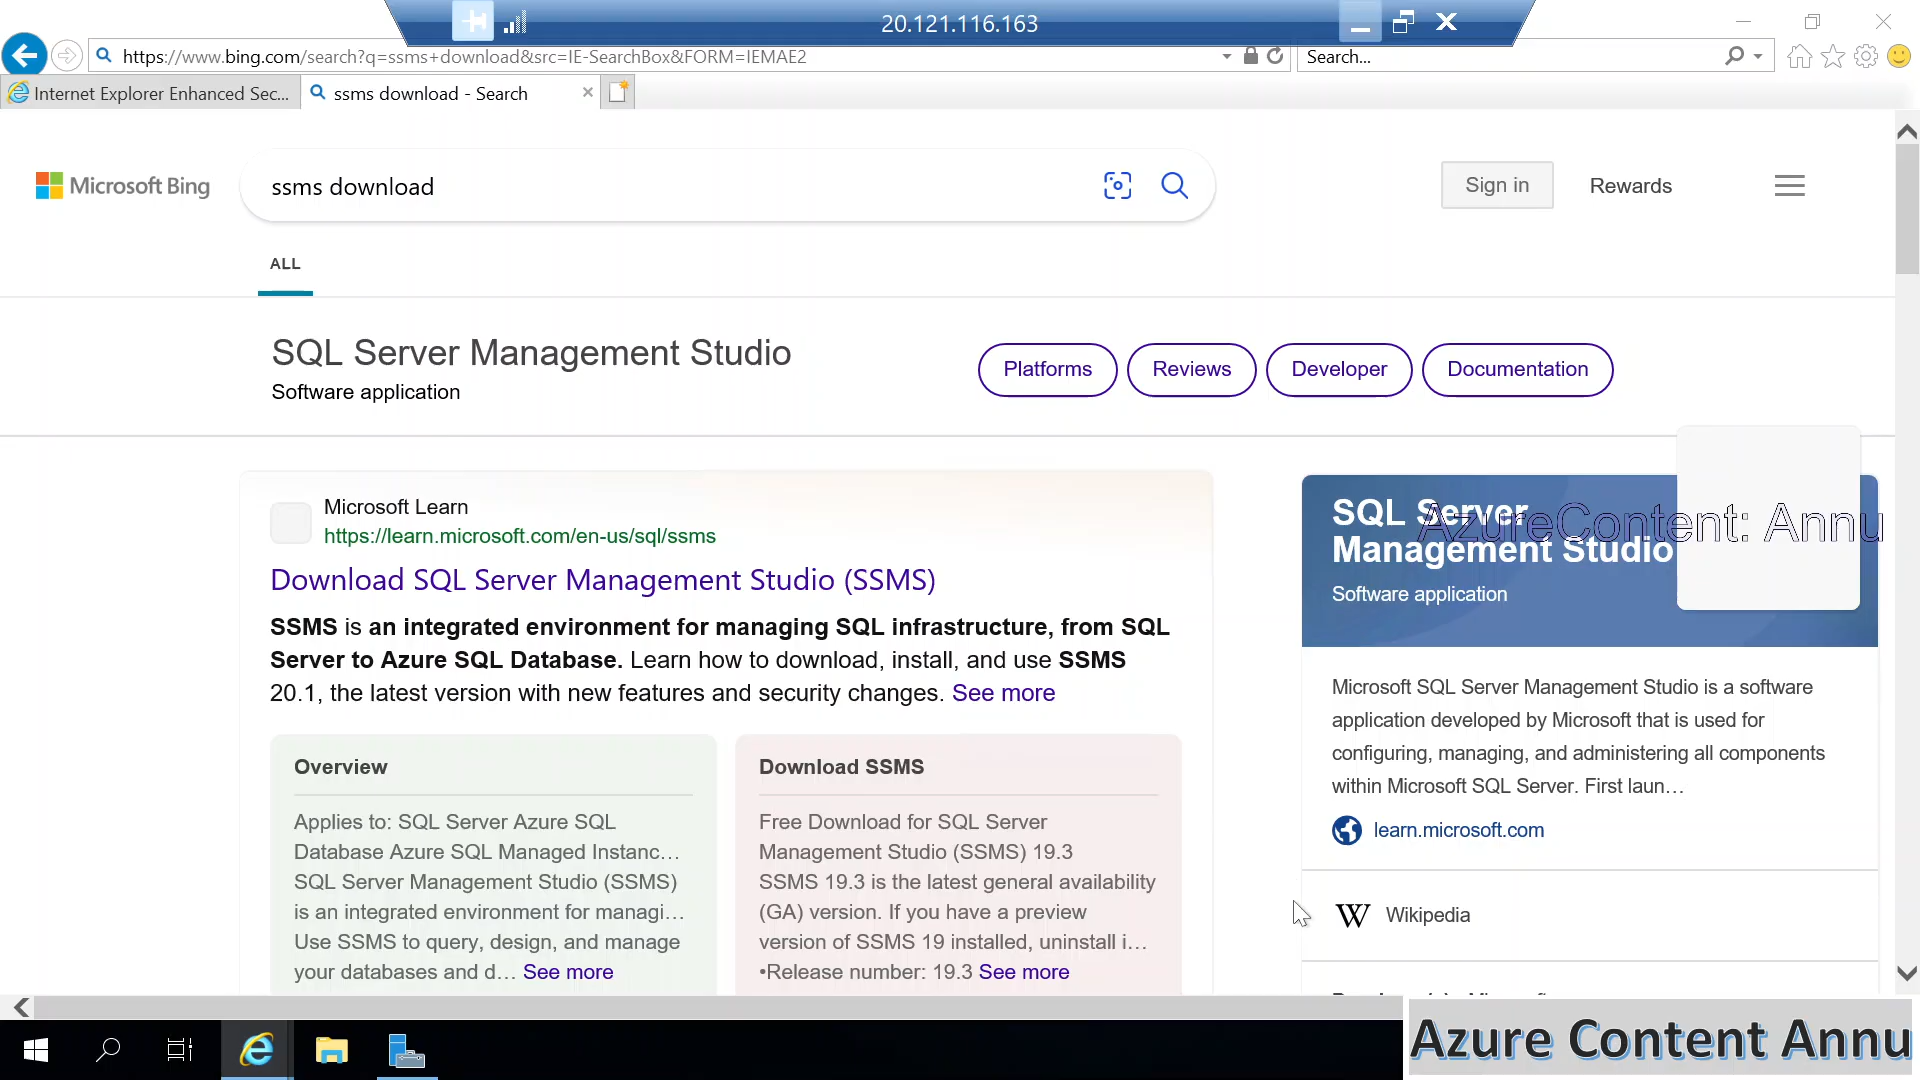 20.121.116.163
https://www.bing.com/search?q=ssms+download&src=IE-SearchBox&FORM=IEMAE2
Search...
Internet Explorer Enhanced Sec...
ssms download - Search
Microsoft Bing
ssms download
Sign in
Rewards
ALL
SQL Server Management Studio
Software application
Platforms
Reviews
Developer
Documentation
Microsoft Learn
https://learn.microsoft.com/en-us/sql/ssms
Download SQL Server Management Studio (SSMS)
SSMS is an integrated environment for managing SQL infrastructure, from SQL
Server to Azure SQL Database. Learn how to download, install, and use SSMS
20.1, the latest version with new features and security changes. See more
Overview
Applies to: SQL Server Azure SQL
Database Azure SQL Managed Instanc...
SQL Server Management Studio (SSMS)
is an integrated environment for managi...
Use SSMS to query, design, and manage
your databases and d... See more
Download SSMS
Free Download for SQL Server
Management Studio (SSMS) 19.3
SSMS 19.3 is the latest general availability
(GA) version. If you have a preview
version of SSMS 19 installed, uninstall i...
•Release number: 19.3 See more
SQL Server
Management Studio
AzureContent: Annu
Software application
Microsoft SQL Server Management Studio is a software
application developed by Microsoft that is used for
configuring, managing, and administering all components
within Microsoft SQL Server. First laun...
learn.microsoft.com
W Wikipedia
Azure Content Annu